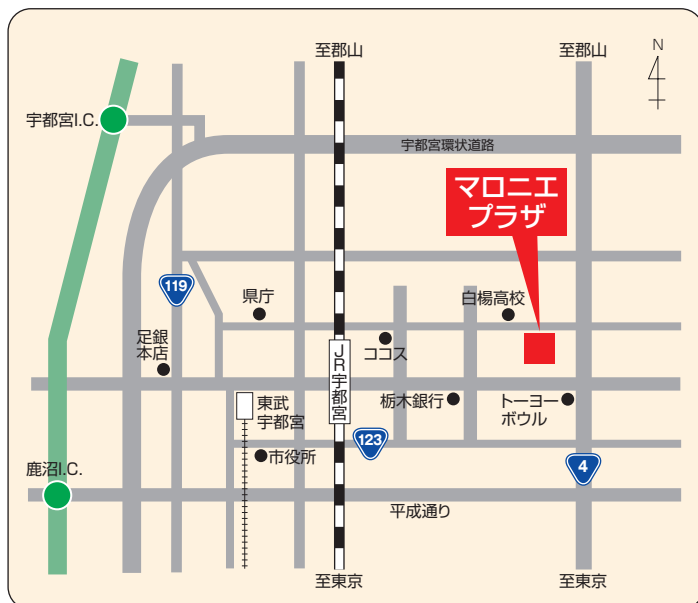 至郡山
至郡山
N
宇都宮I.C.
宇都宮環状道路
マロニエ
プラザ
119
県庁
白楊高校
足銀
本店
JR宇都宮
ココス
東武
宇都宮
栃木銀行
トーヨー
ボウル
123
市役所
4
鹿沼I.C.
平成通り
至東京
至東京